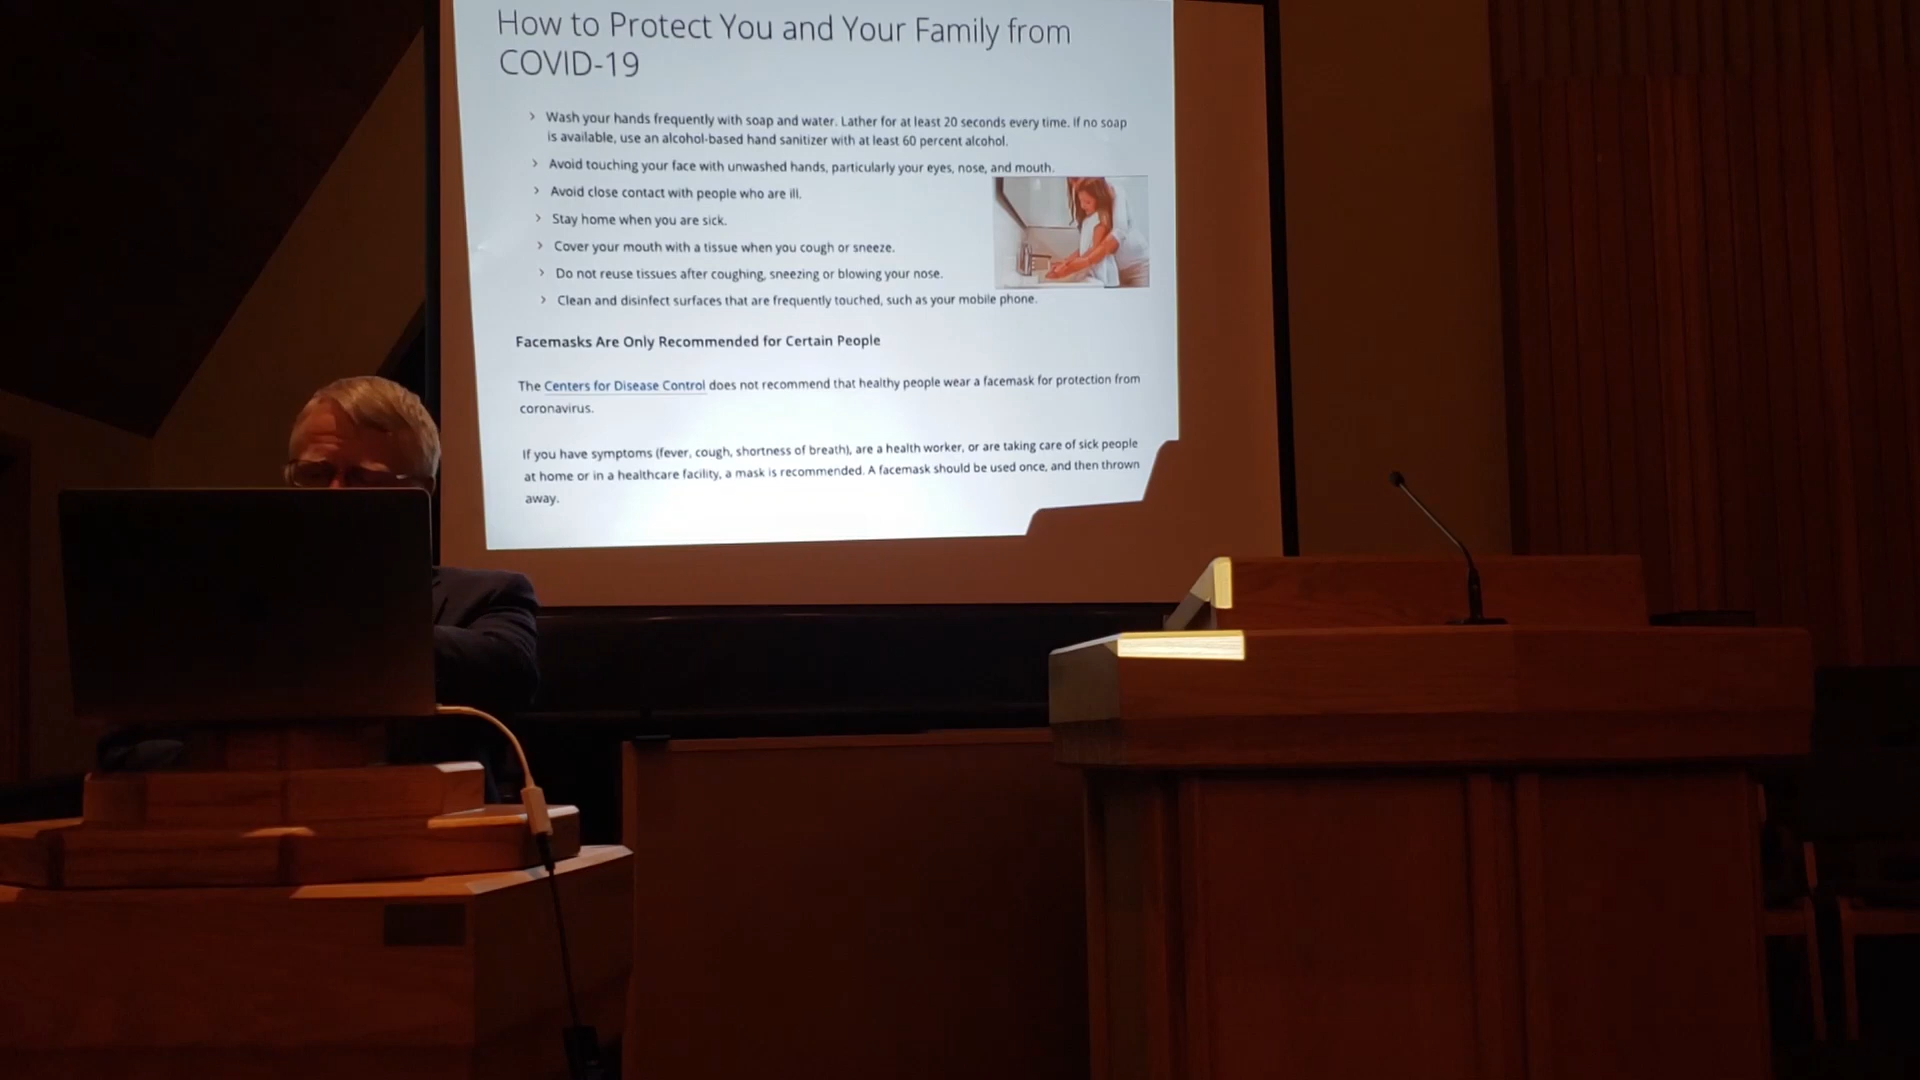 How to Protect You and Your Family from
COVID-19
Wash your hands frequently with soap and water. Lather for at least 20 seconds every time. If no soap
is available, use an alcohol-based hand sanitizer with at least 60 percent alcohol.
Avoid touching your face with unwashed hands, particularly your eyes, nose, and mouth.
Avoid close contact with people who are ill.
Stay home when you are sick.
Cover your mouth with a tissue when you cough or sneeze.
Do not reuse tissues after coughing, sneezing or blowing your nose.
Clean and disinfect surfaces that are frequently touched, such as your mobile phone.
Facemasks Are Only Recommended for Certain People
The Centers for Disease Control does not recommend that healthy people wear a facemask for protection from
coronavirus.
If you have symptoms (fever, cough, shortness of breath), are a health worker, or are taking care of sick people
at home or in a healthcare facility, a mask is recommended. A facemask should be used once, and then thrown
away.